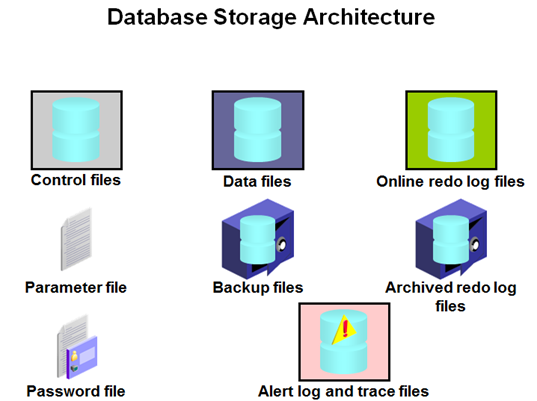 Database Storage Architecture
Control files
Data files
Online redo log files
Parameter file
Backup files
Archived redo log
files
Password file
Alert log and trace files